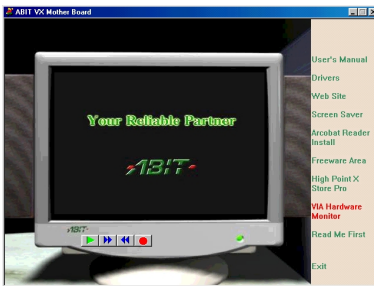 ABIT VX Mother Board
Your Reliable Partner
ABIT
ABIT
User's Manual
Drivers
Web Site
Screen Saver
Arcobat Reader
Install
Freeware Area
High Point X
Store Pro
VIA Hardware
Monitor
Read Me First
Exit